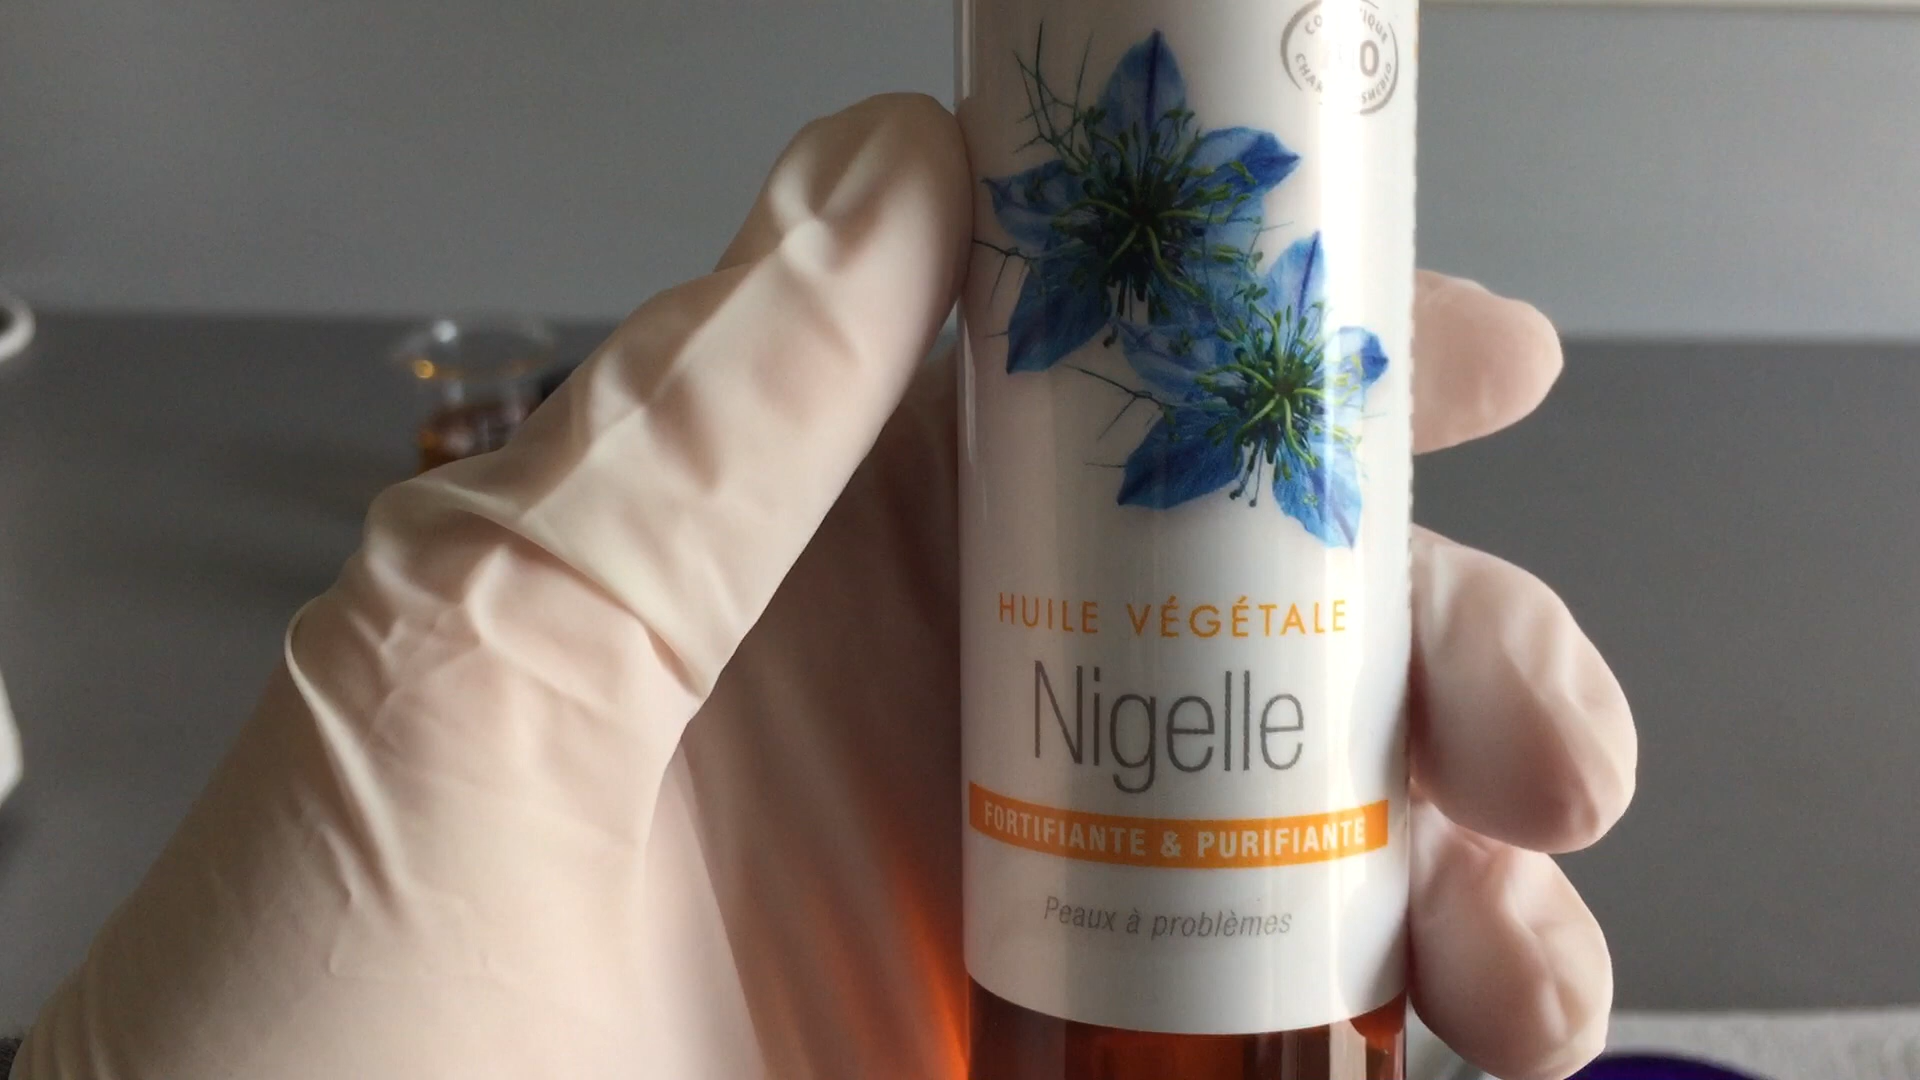 HUILE VÉGÉTALE
Nigelle
FORTIFIANTE & PURIFIANTE
Peaux à problèmes